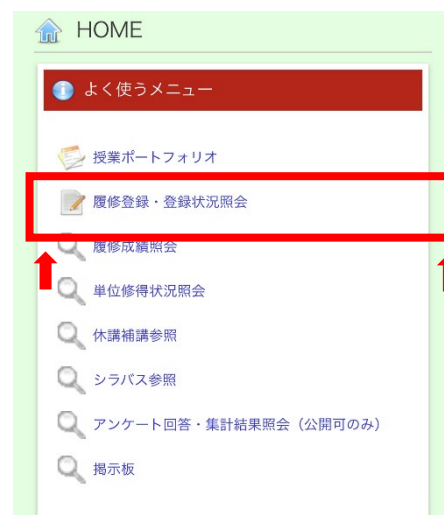 HOME
よく使うメニュー
授業ポートフォリオ
履修登録・登録状況照会
履修成績照会
単位修得状況照会
休講補講参照
シラバス参照
アンケート回答・集計結果照会（公開可のみ）
掲示板